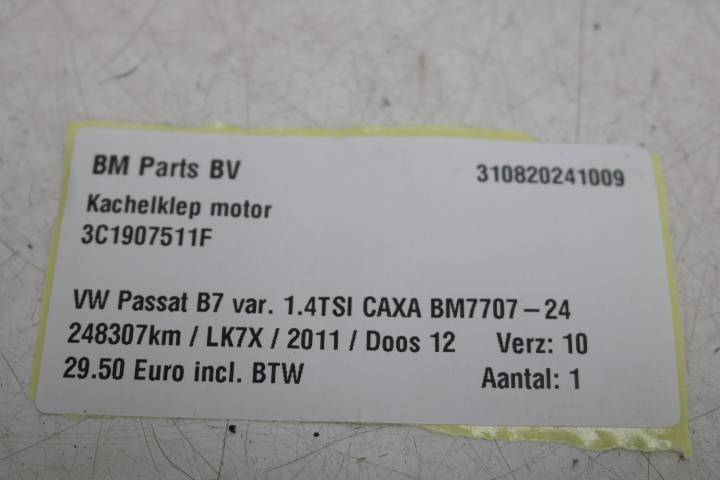 BM Parts BV 310820241009
Kachelklep motor
3C1907511F
VW Passat B7 var. 1.4TSI CAXA BM7707-24
248307km / LK7X / 2011 / Doos 12 Verz: 10
29.50 Euro incl. BTW Aantal: 1